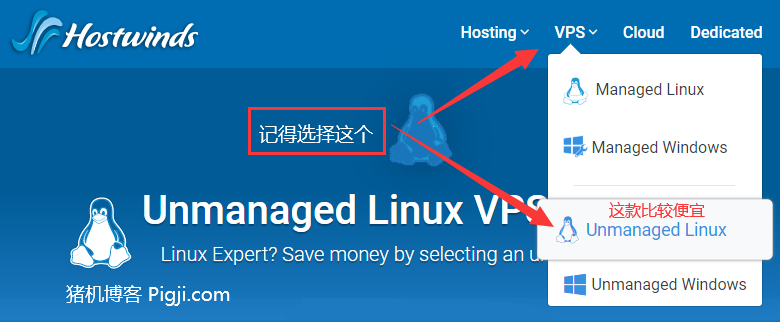 Hostwinds
Hosting
VPS
Cloud
Dedicated
Managed Linux
Managed Windows
记得选择这个
这款比较便宜
Unmanaged Linux
Unmanaged Windows
Unmanaged Linux VPS
Linux Expert? Save money by selecting an u
猪机博客 Pigji.com